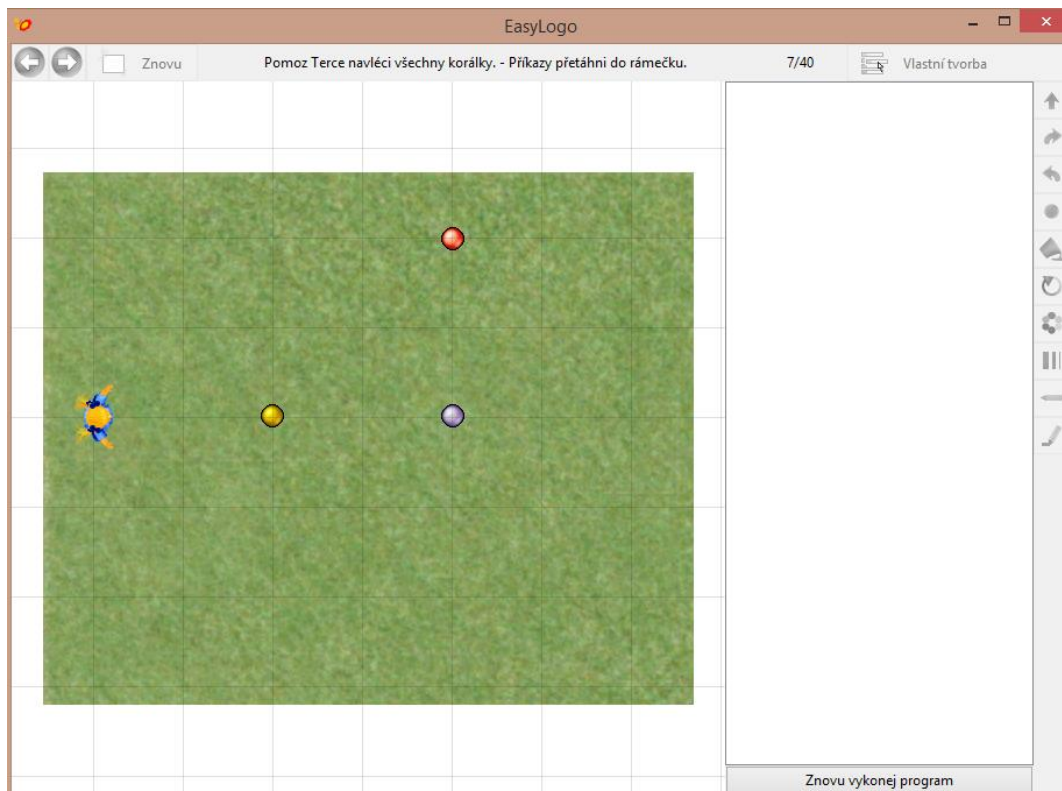 EasyLogo
Znovu Pomoz Terce navléci všechny korálky. - Příkazy přetáhni do rámečku. 7/40 Vlastní tvorba
Znovu vykonej program